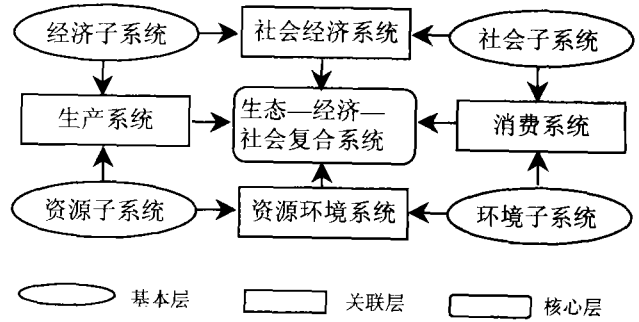 经济子系统
社会经济系统
社会子系统
生产系统
生态—经济—
社会复合系统
消费系统
资源子系统
资源环境系统
环境子系统
基本层
关联层
核心层